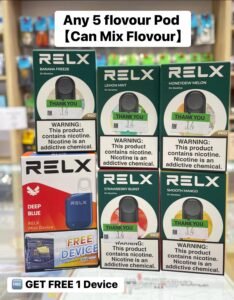 Any 5 flovour Pod
【Can Mix Flovour】
RELX
BANANA FREEZE
THANK YOU
WARNING:
This product
contains nicotine.
Nicotine is an
addictive chemical.
RELX
LEMON MINT
THANK YOU
WARNING:
This product
contains nicotine.
Nicotine is an
addictive chemical.
RELX
HONEYDEW MELON
THANK YOU
WARNING:
This product
contains nicotine.
Nicotine is an
addictive chemical.
RELX
DEEP
BLUE
RELX
FREE
DEVICE
RELX
STRAWBERRY BURST
THANK YOU
WARNING:
This product
contains nicotine.
Nicotine is an
addictive chemical.
RELX
SMOOTH MANGO
THANK YOU
WARNING:
This product
contains nicotine.
Nicotine is an
addictive chemical.
GET FREE 1 Device